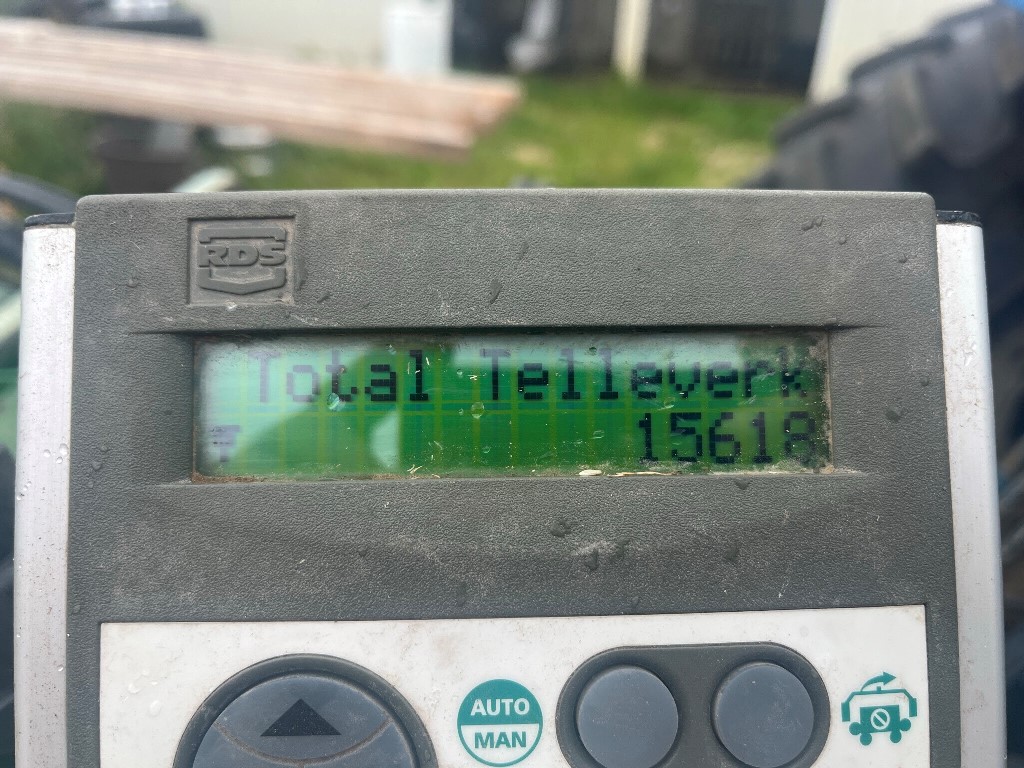 RDS
Total Telleverk
15618
AUTO
MAN